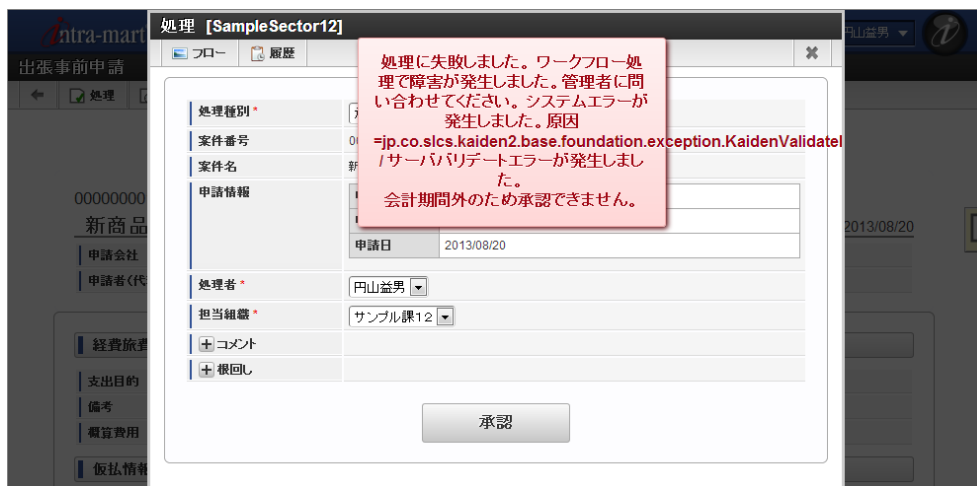 intra-mart
円山益男
処理 [SampleSector12]
出張事前申請
フロー
履歴
処理
処理に失敗しました。ワークフロー処
理で障害が発生しました。管理者に問
い合わせてください。システムエラーが
発生しました。原因
=jp.co.slcs.kaiden2.base.foundation.exception.KaidenValidateE
/サーババリデートエラーが発生しまし
た。
会計期間外のため承認できません。
処理種別*
案件番号
案件名
申請情報
申請日 2013/08/20
00000000
新商品
2013/08/20
申請会社
申請者(代
処理者* 円山益男
担当組織* サンプル課12
コメント
根回し
経費旅費
支出目的
備考
概算費用
承認
仮払情報